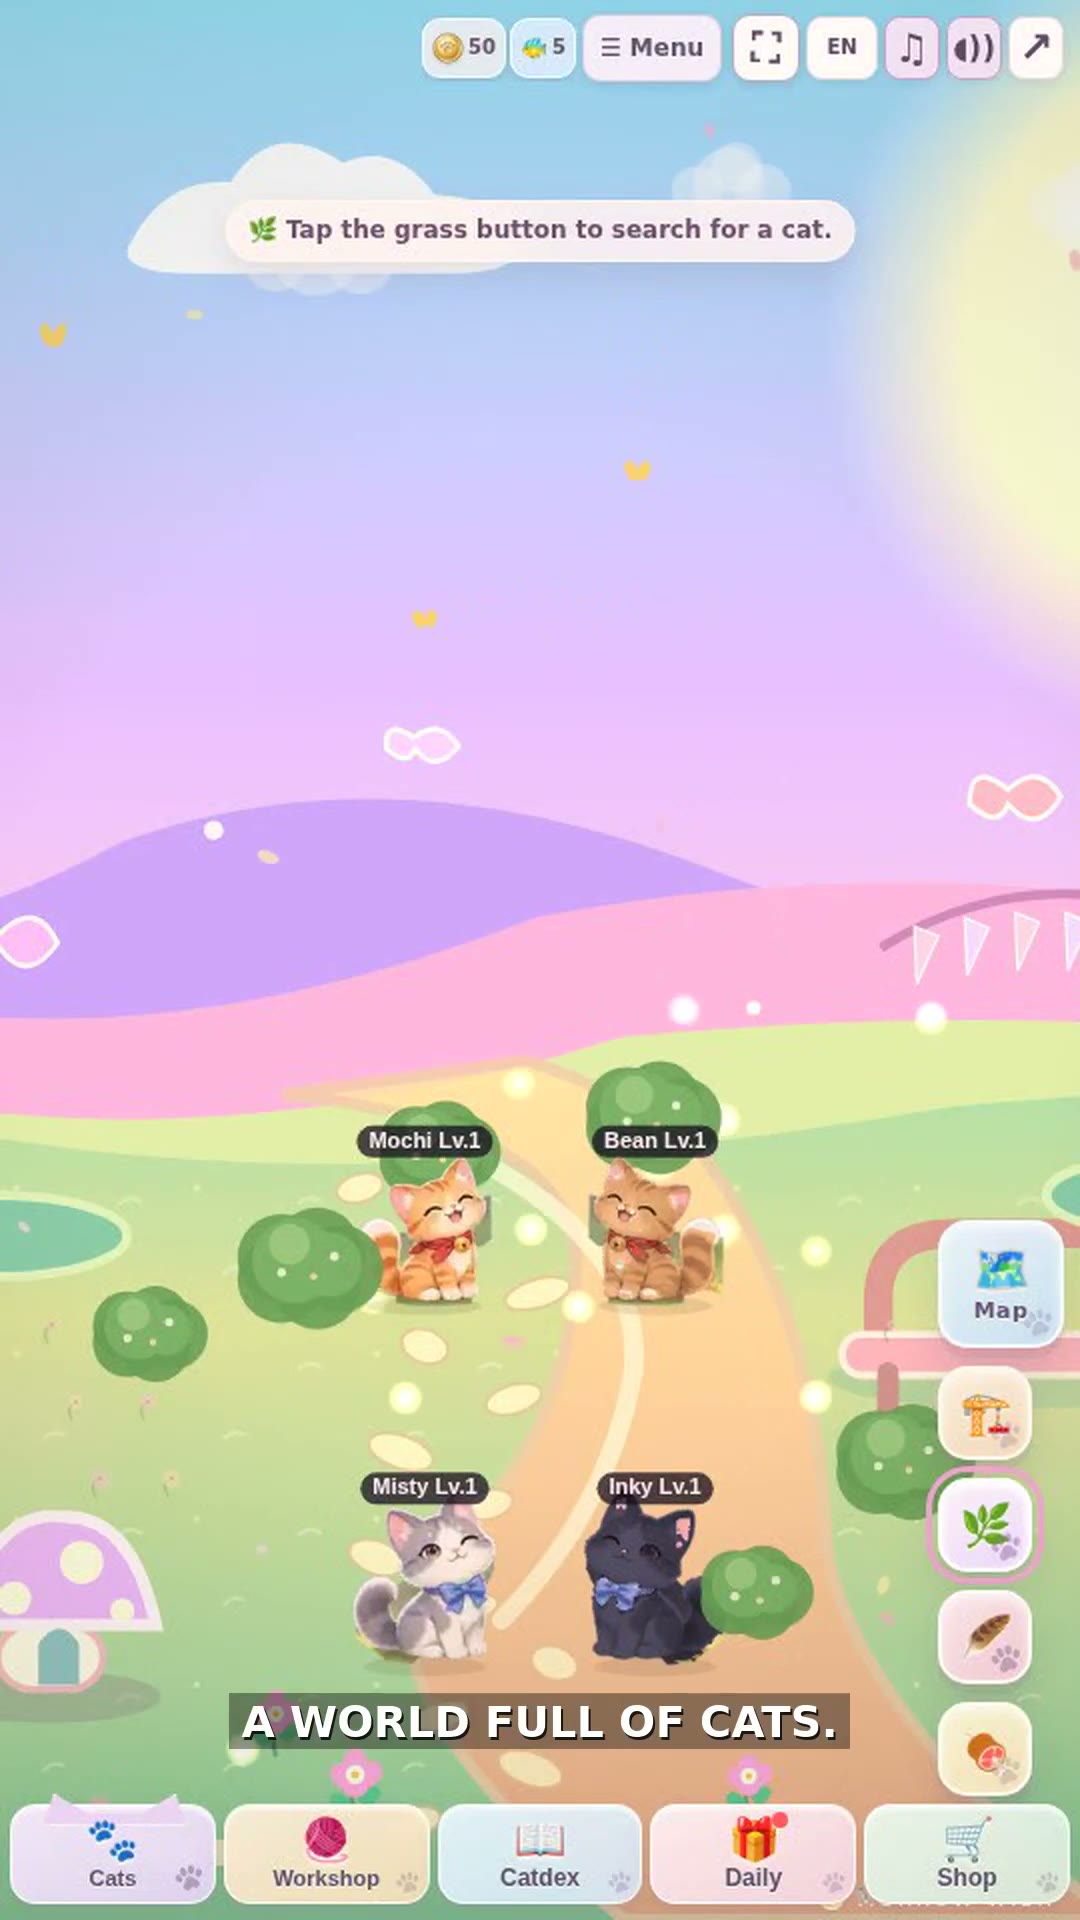 50
5
☰ Menu
EN
Tap the grass button to search for a cat.
Mochi Lv.1
Bean Lv.1
Map
Misty Lv.1
Inky Lv.1
A WORLD FULL OF CATS.
Cats
Workshop
Catdex
Daily
Shop